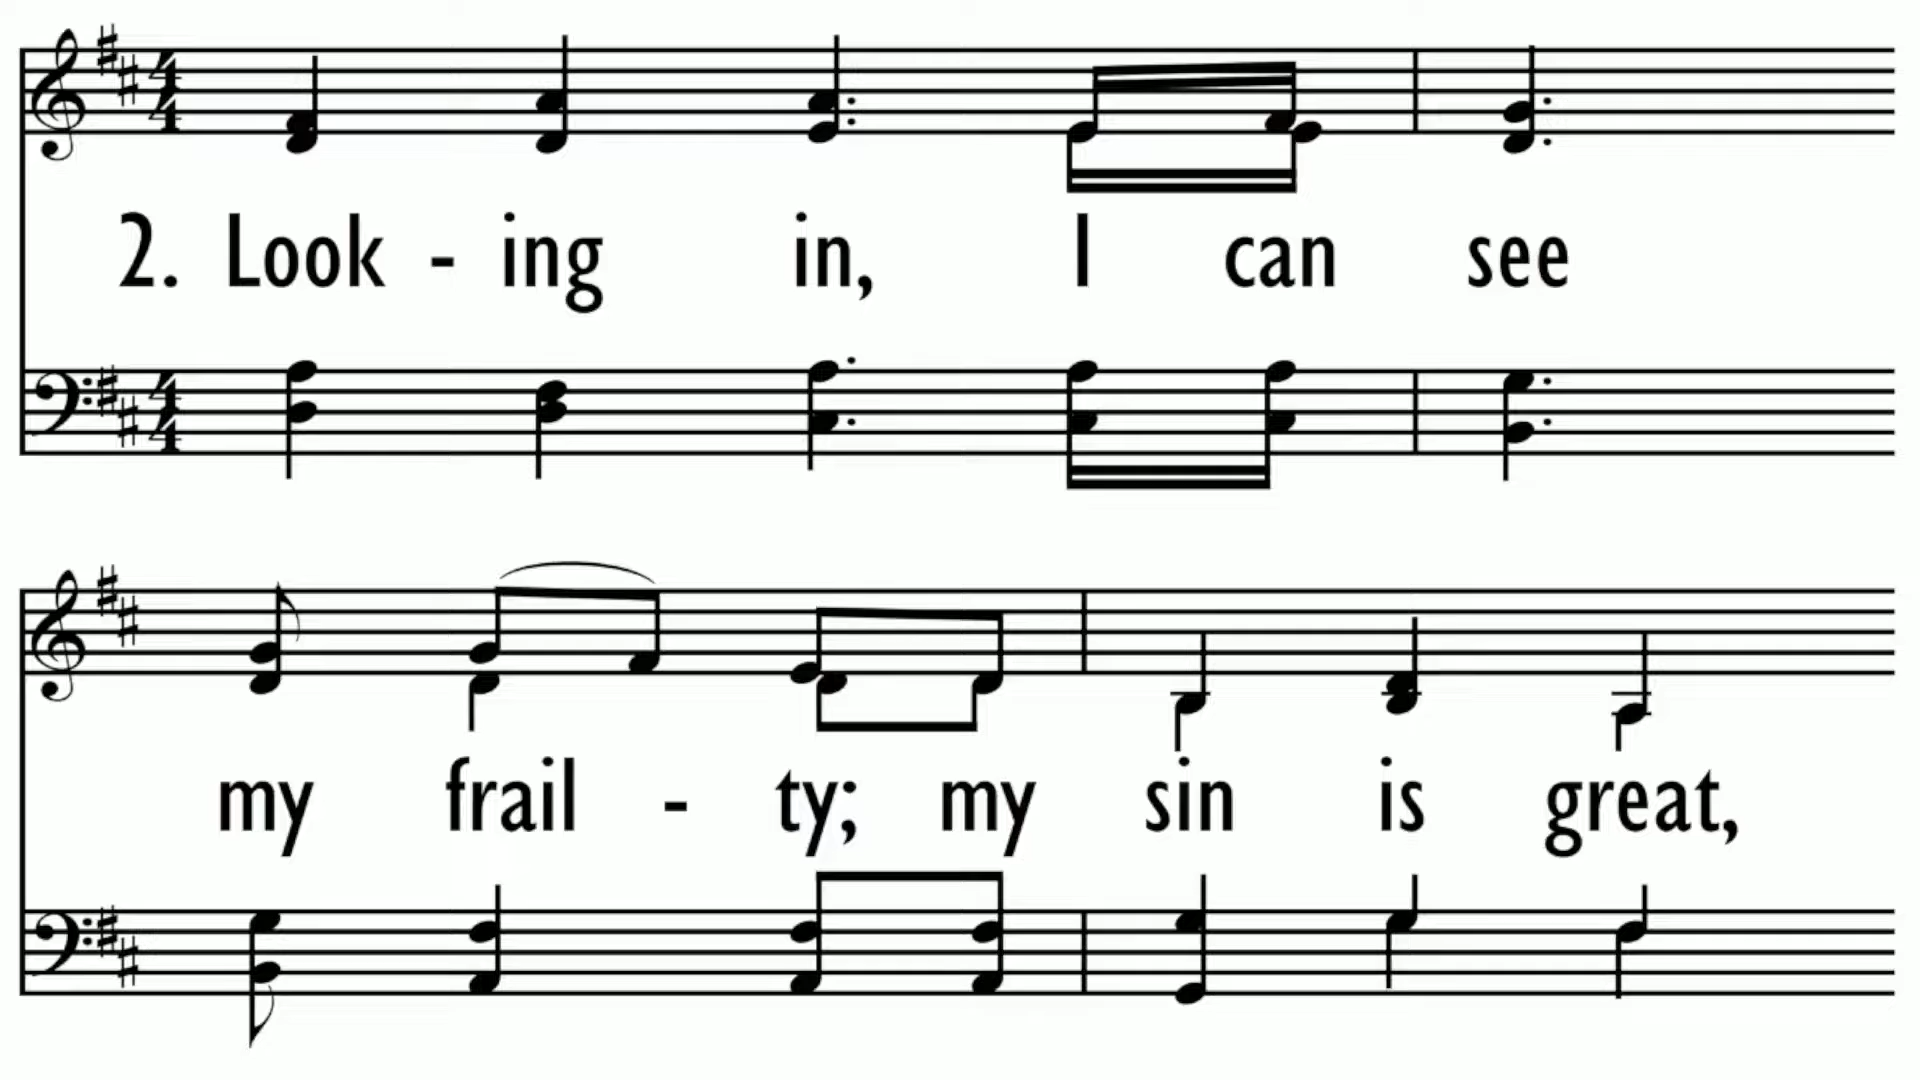 2. Look - ing in, I can see
my frail - ty; my sin is great,